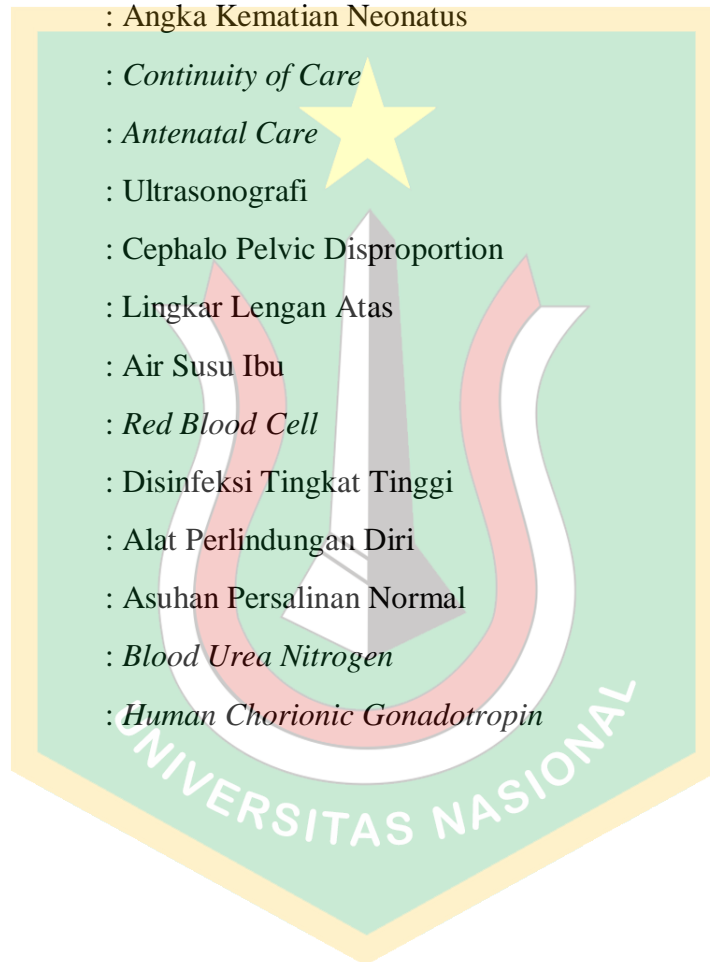 : Angka Kematian Neonatus
: Continuity of Care
: Antenatal Care
: Ultrasonografi
: Cephalo Pelvic Disproportion
: Lingkar Lengan Atas
: Air Susu Ibu
: Red Blood Cell
: Disinfeksi Tingkat Tinggi
: Alat Perlindungan Diri
: Asuhan Persalinan Normal
: Blood Urea Nitrogen
: Human Chorionic Gonadotropin
UNIVERSITAS NASIONAL